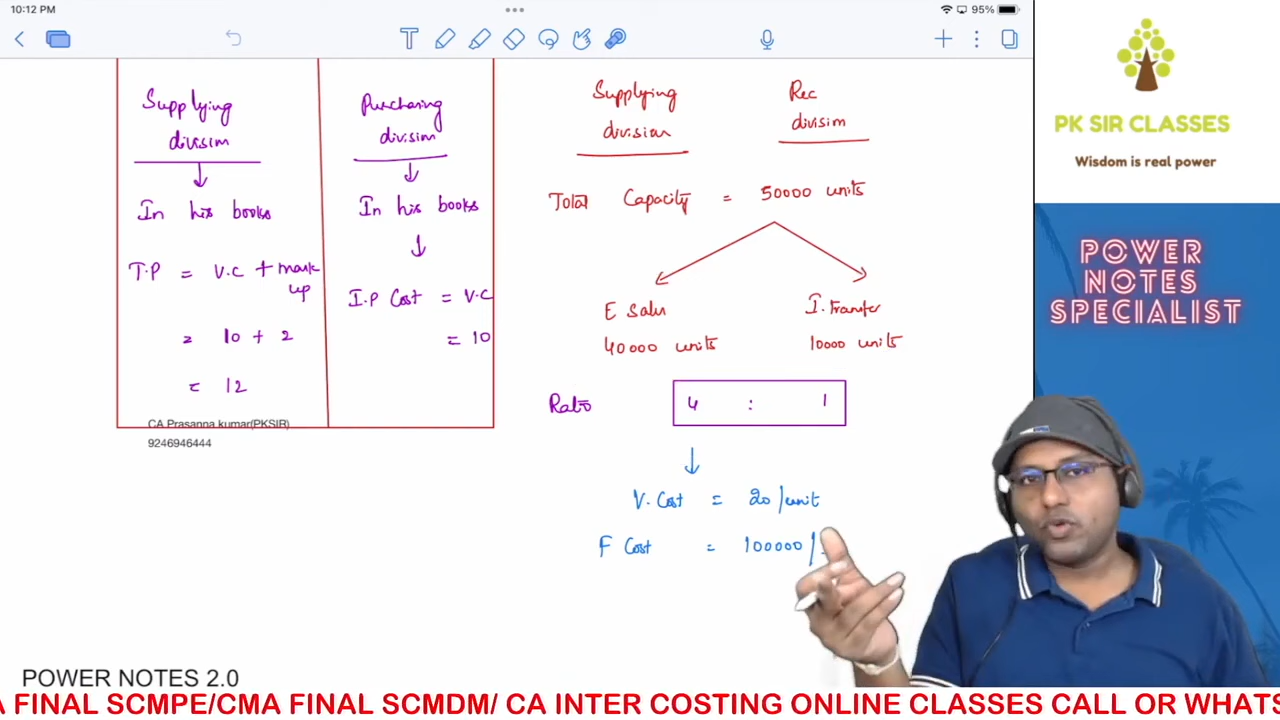 10:12 PM
95%
Supplying
division
In his books
T.P = V.C + mark
up
= 10 + 2
= 12
Purchasing
division
In his books
I.P Cost = V.C
= 10
CA Prasanna kumar(PKSIR)
9246946444
Supplying
division
Rec
division
Total Capacity = 50000 units
E Sales
40000 units
I.transfer
10000 units
Ratio 4 : 1
V. Cost = 20/unit
F Cost = 100000/
PK SIR CLASSES
Wisdom is real power
POWER
NOTES
SPECIALIST
POWER NOTES 2.0
A FINAL SCMPE/CMA FINAL SCMDM/ CA INTER COSTING ONLINE CLASSES CALL OR WHATS